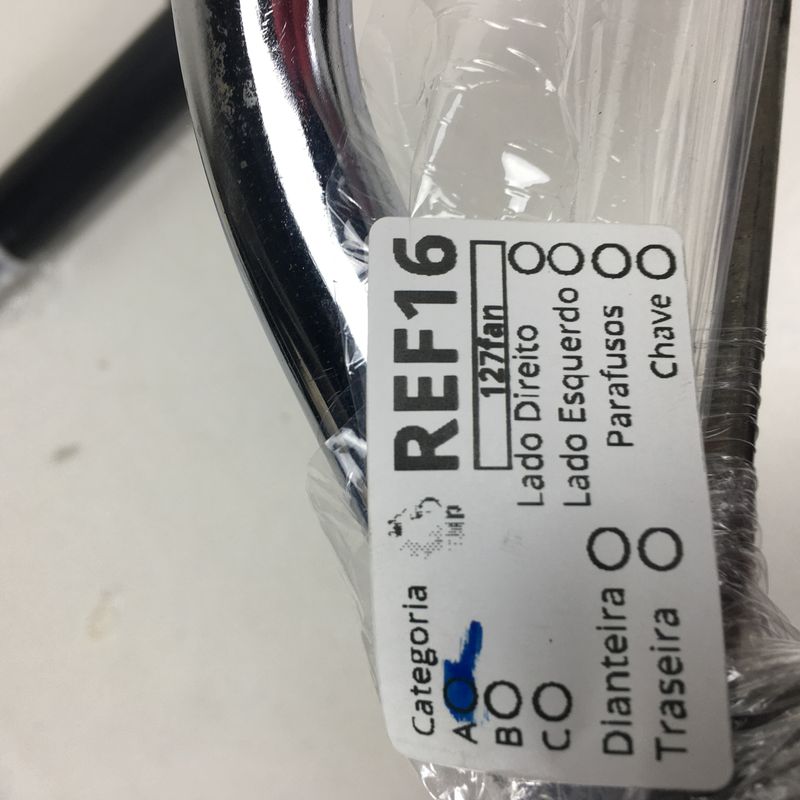 REF16
127fan
Lado Direito
Lado Esquerdo
Parafusos
Chave
Categoria
A
B
C
Dianteira
Traseira